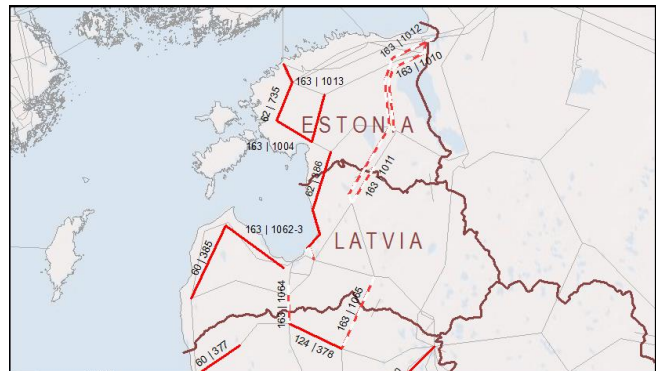 163 | 1012
163 | 1010
163 | 1013
62 | 735
ESTONIA
163 | 1004
163 | 1011
62 | 386
163 | 1062-3
LATVIA
60 | 385
163 | 1064
163 | 1065
124 | 378
60 | 377